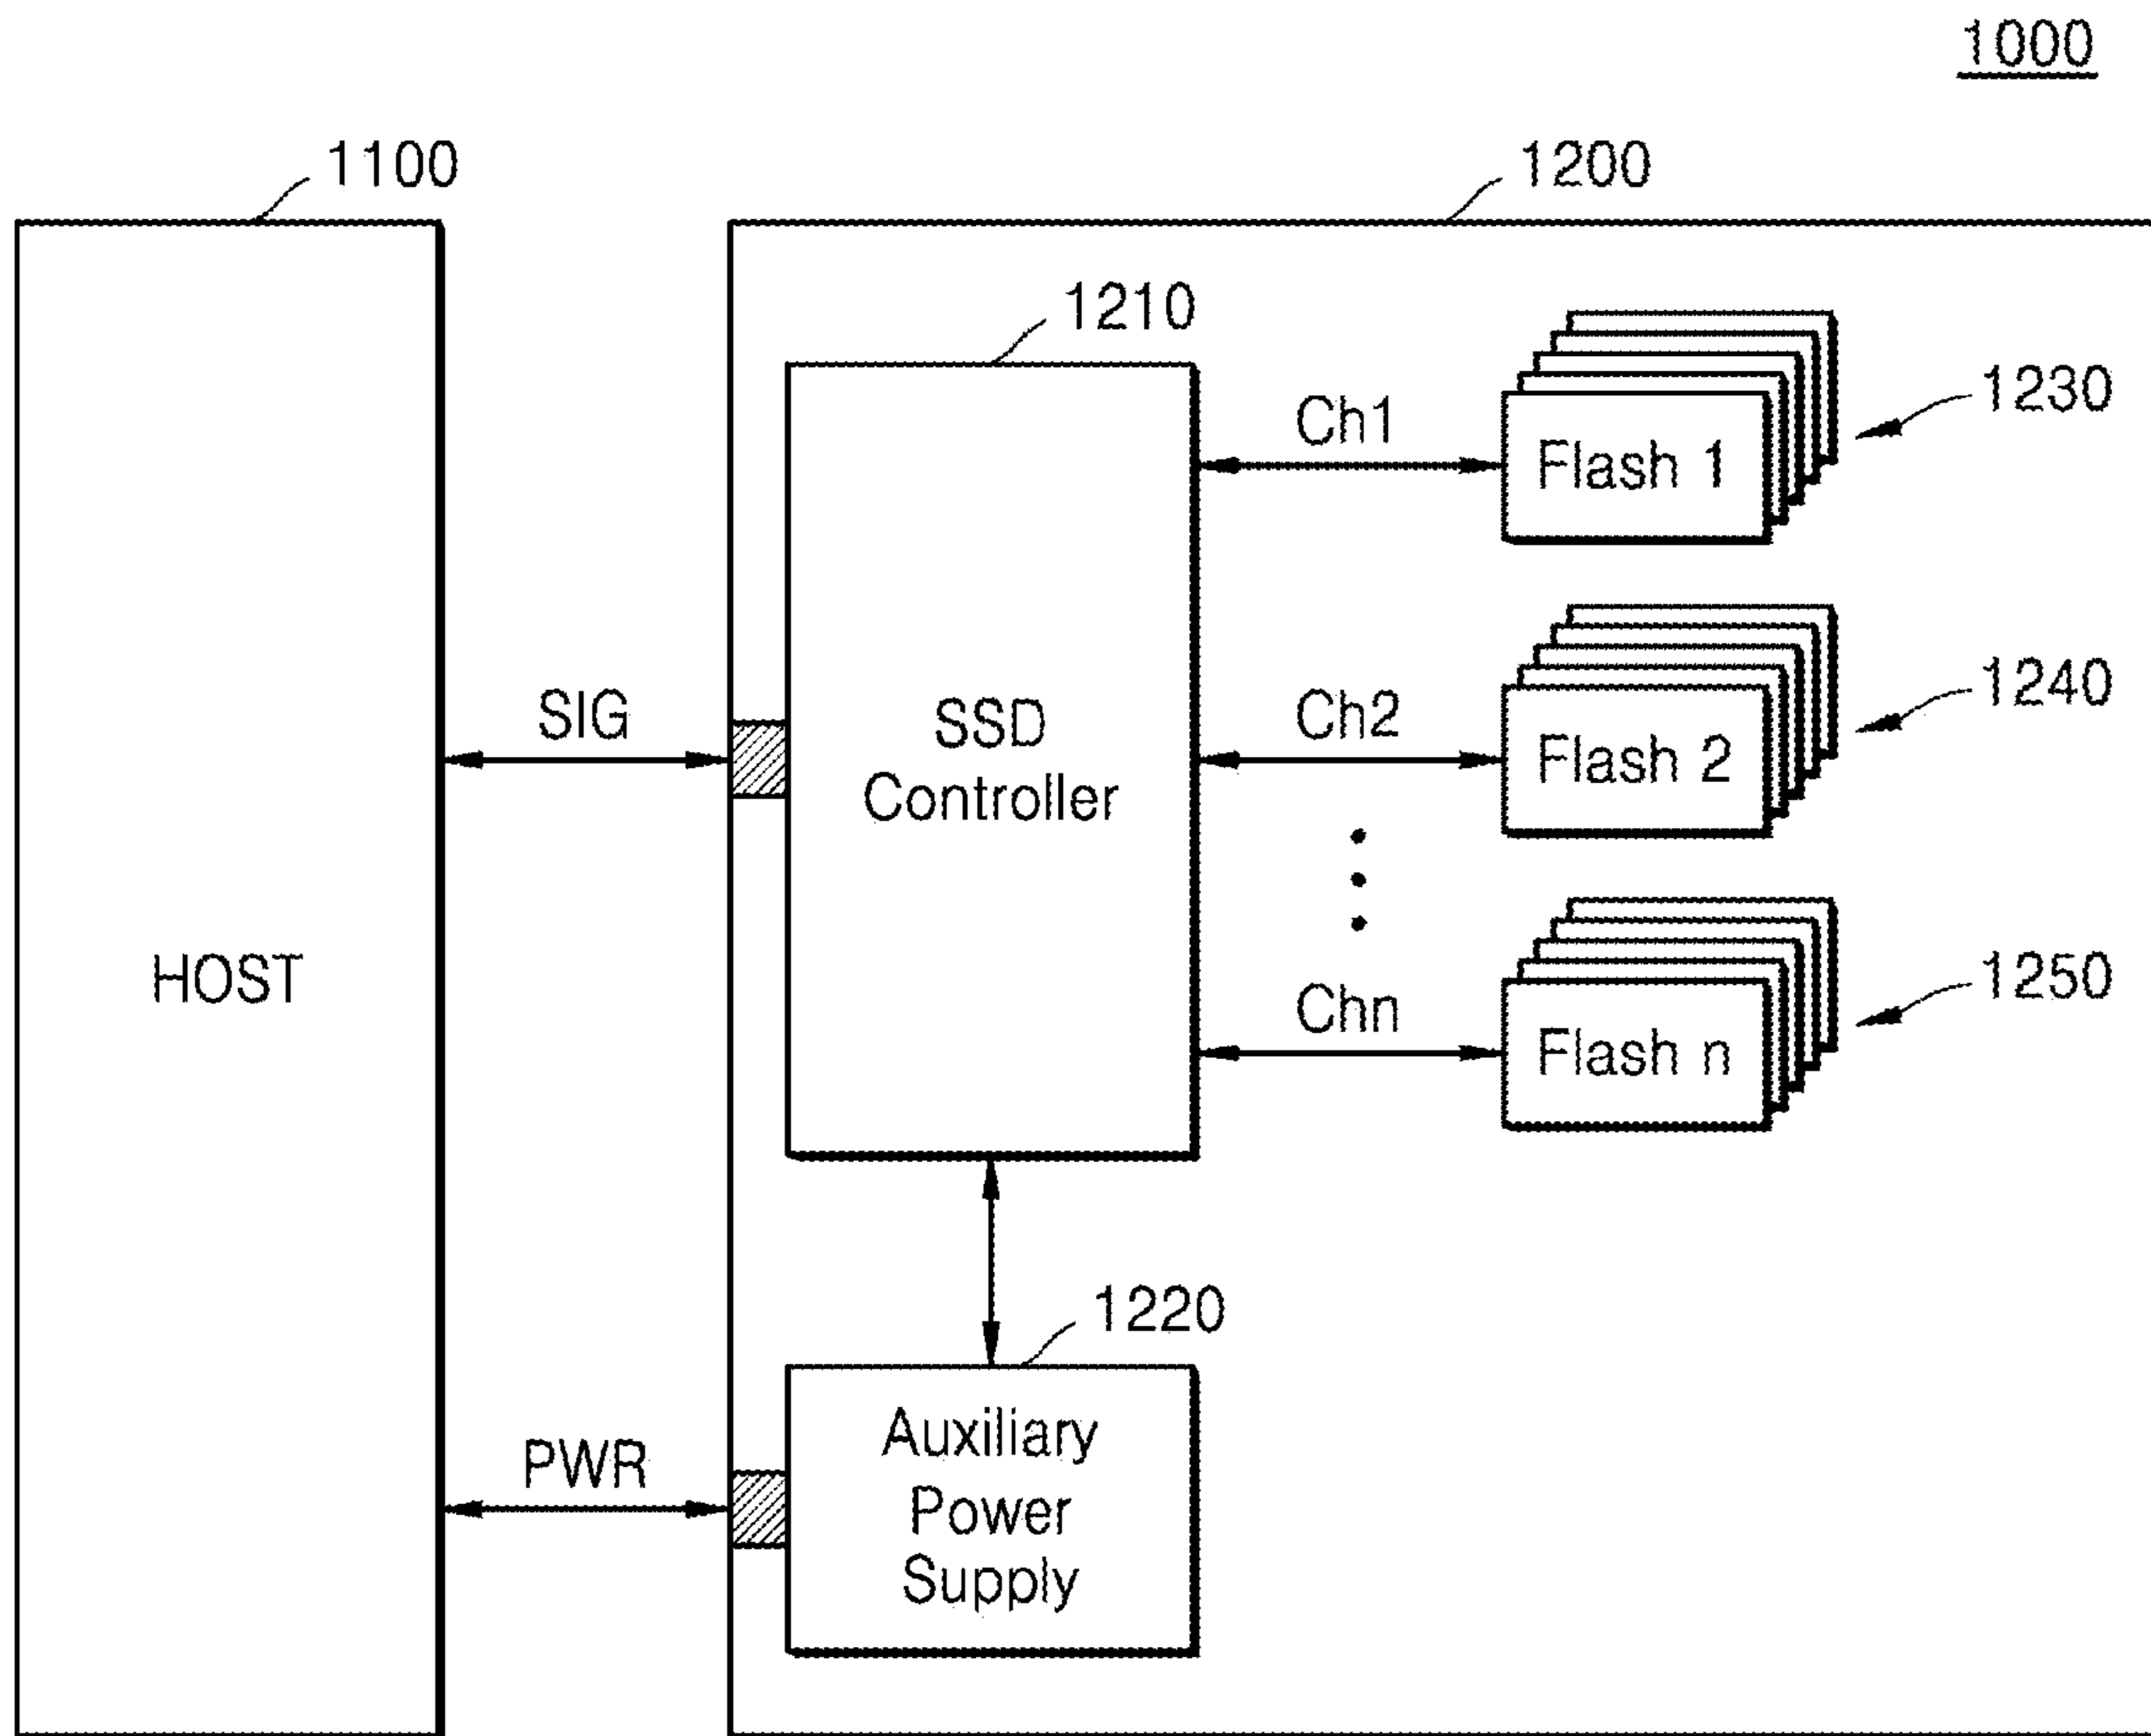 1000
1100
1200
1210
Ch1
Flash 1
1230
SIG
SSD
Controller
Ch2
Flash 2
1240
HOST
Chn
Flash n
1250
1220
PWR
Auxiliary
Power
Supply